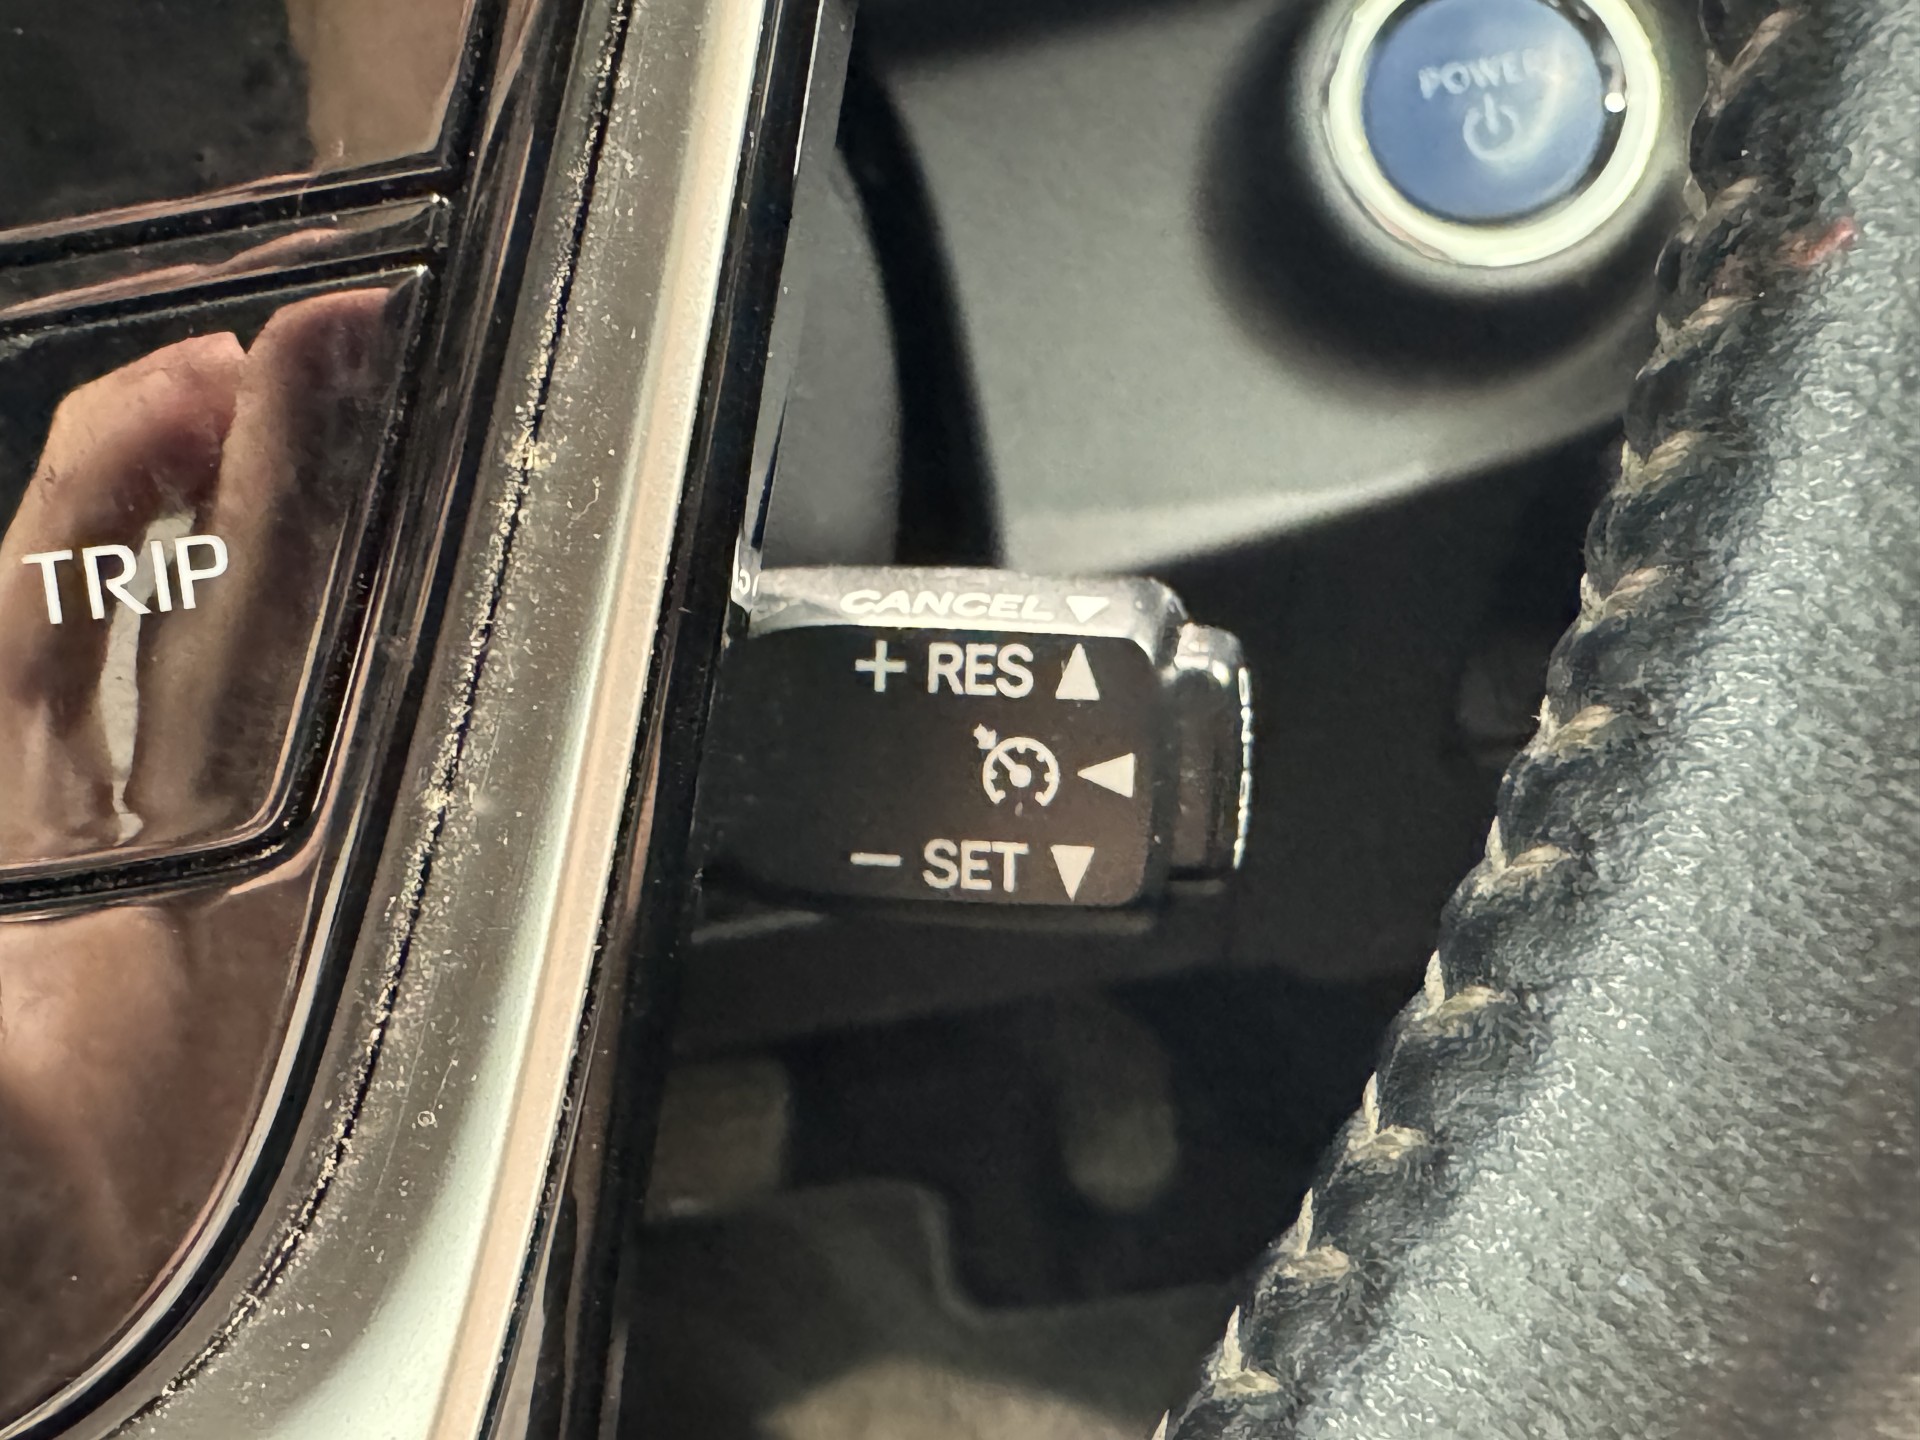 POWER
TRIP
CANCEL ▼
+ RES ▲
◀
− SET ▼